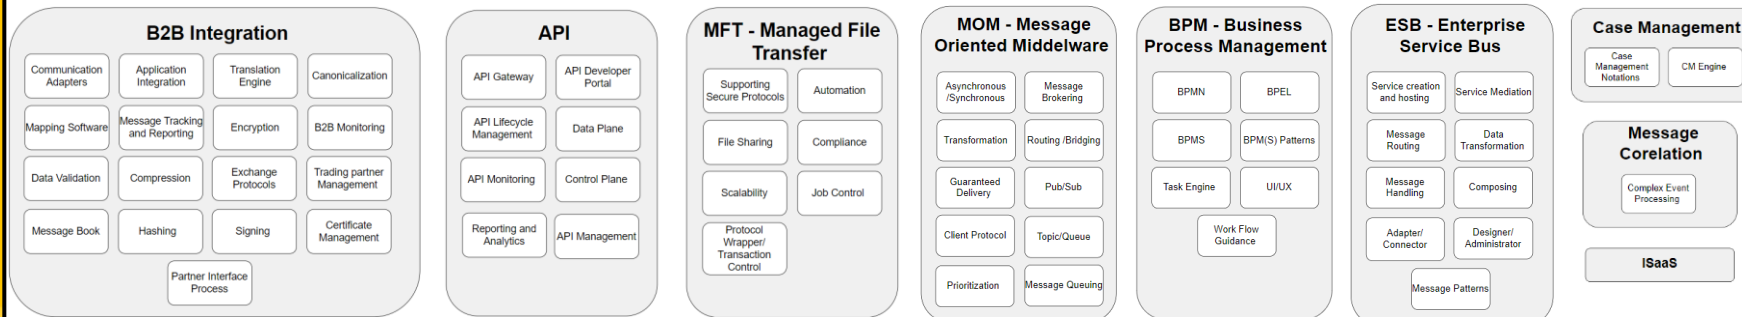 B2B Integration
Communication
Adapters
Application
Integration
Translation
Engine
Canonicalization
Mapping Software
Message Tracking
and Reporting
Encryption
B2B Monitoring
Data Validation
Compression
Exchange
Protocols
Trading partner
Management
Message Book
Hashing
Signing
Certificate
Management
Partner Interface
Process
API
API Gateway
API Developer
Portal
API Lifecycle
Management
Data Plane
API Monitoring
Control Plane
Reporting and
Analytics
API Management
MFT - Managed File
Transfer
Supporting
Secure Protocols
Automation
File Sharing
Compliance
Scalability
Job Control
Protocol
Wrapper/
Transaction
Control
MOM - Message
Oriented Middelware
Asynchronous
/Synchronous
Message
Brokering
Transformation
Routing /Bridging
Guaranteed
Delivery
Pub/Sub
Client Protocol
Topic/Queue
Prioritization
Message Queuing
BPM - Business
Process Management
BPMN
BPEL
BPMS
BPM(S) Patterns
Task Engine
UI/UX
Work Flow
Guidance
ESB - Enterprise
Service Bus
Service creation
and hosting
Service Mediation
Message
Routing
Data
Transformation
Message
Handling
Composing
Adapter/
Connector
Designer/
Administrator
Message Patterns
Case Management
Case
Management
Notations
CM Engine
Message
Corelation
Complex Event
Processing
ISaaS